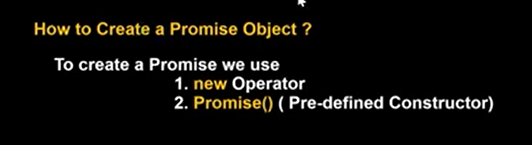 How to Create a Promise Object ?
To create a Promise we use
1. new Operator
2. Promise() ( Pre-defined Constructor)